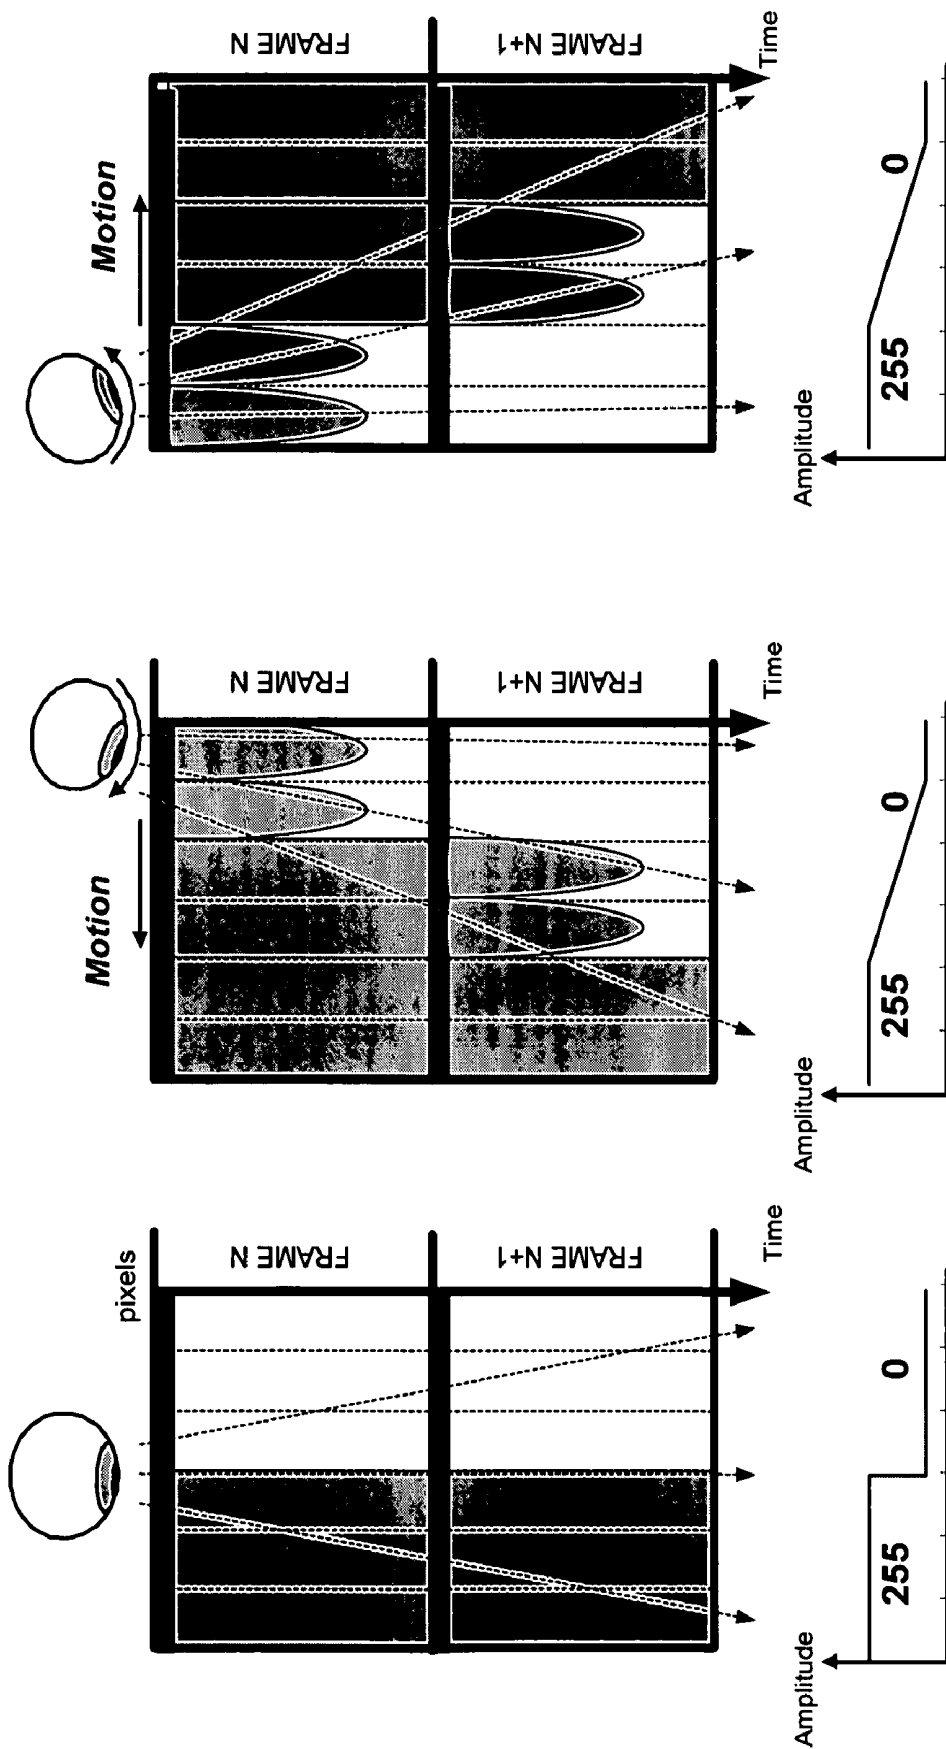 pixels
FRAME N
FRAME N+1
Time
Amplitude
255
0
Motion
FRAME N
FRAME N+1
Time
Amplitude
255
0
Motion
FRAME N
FRAME N+1
Time
Amplitude
255
0